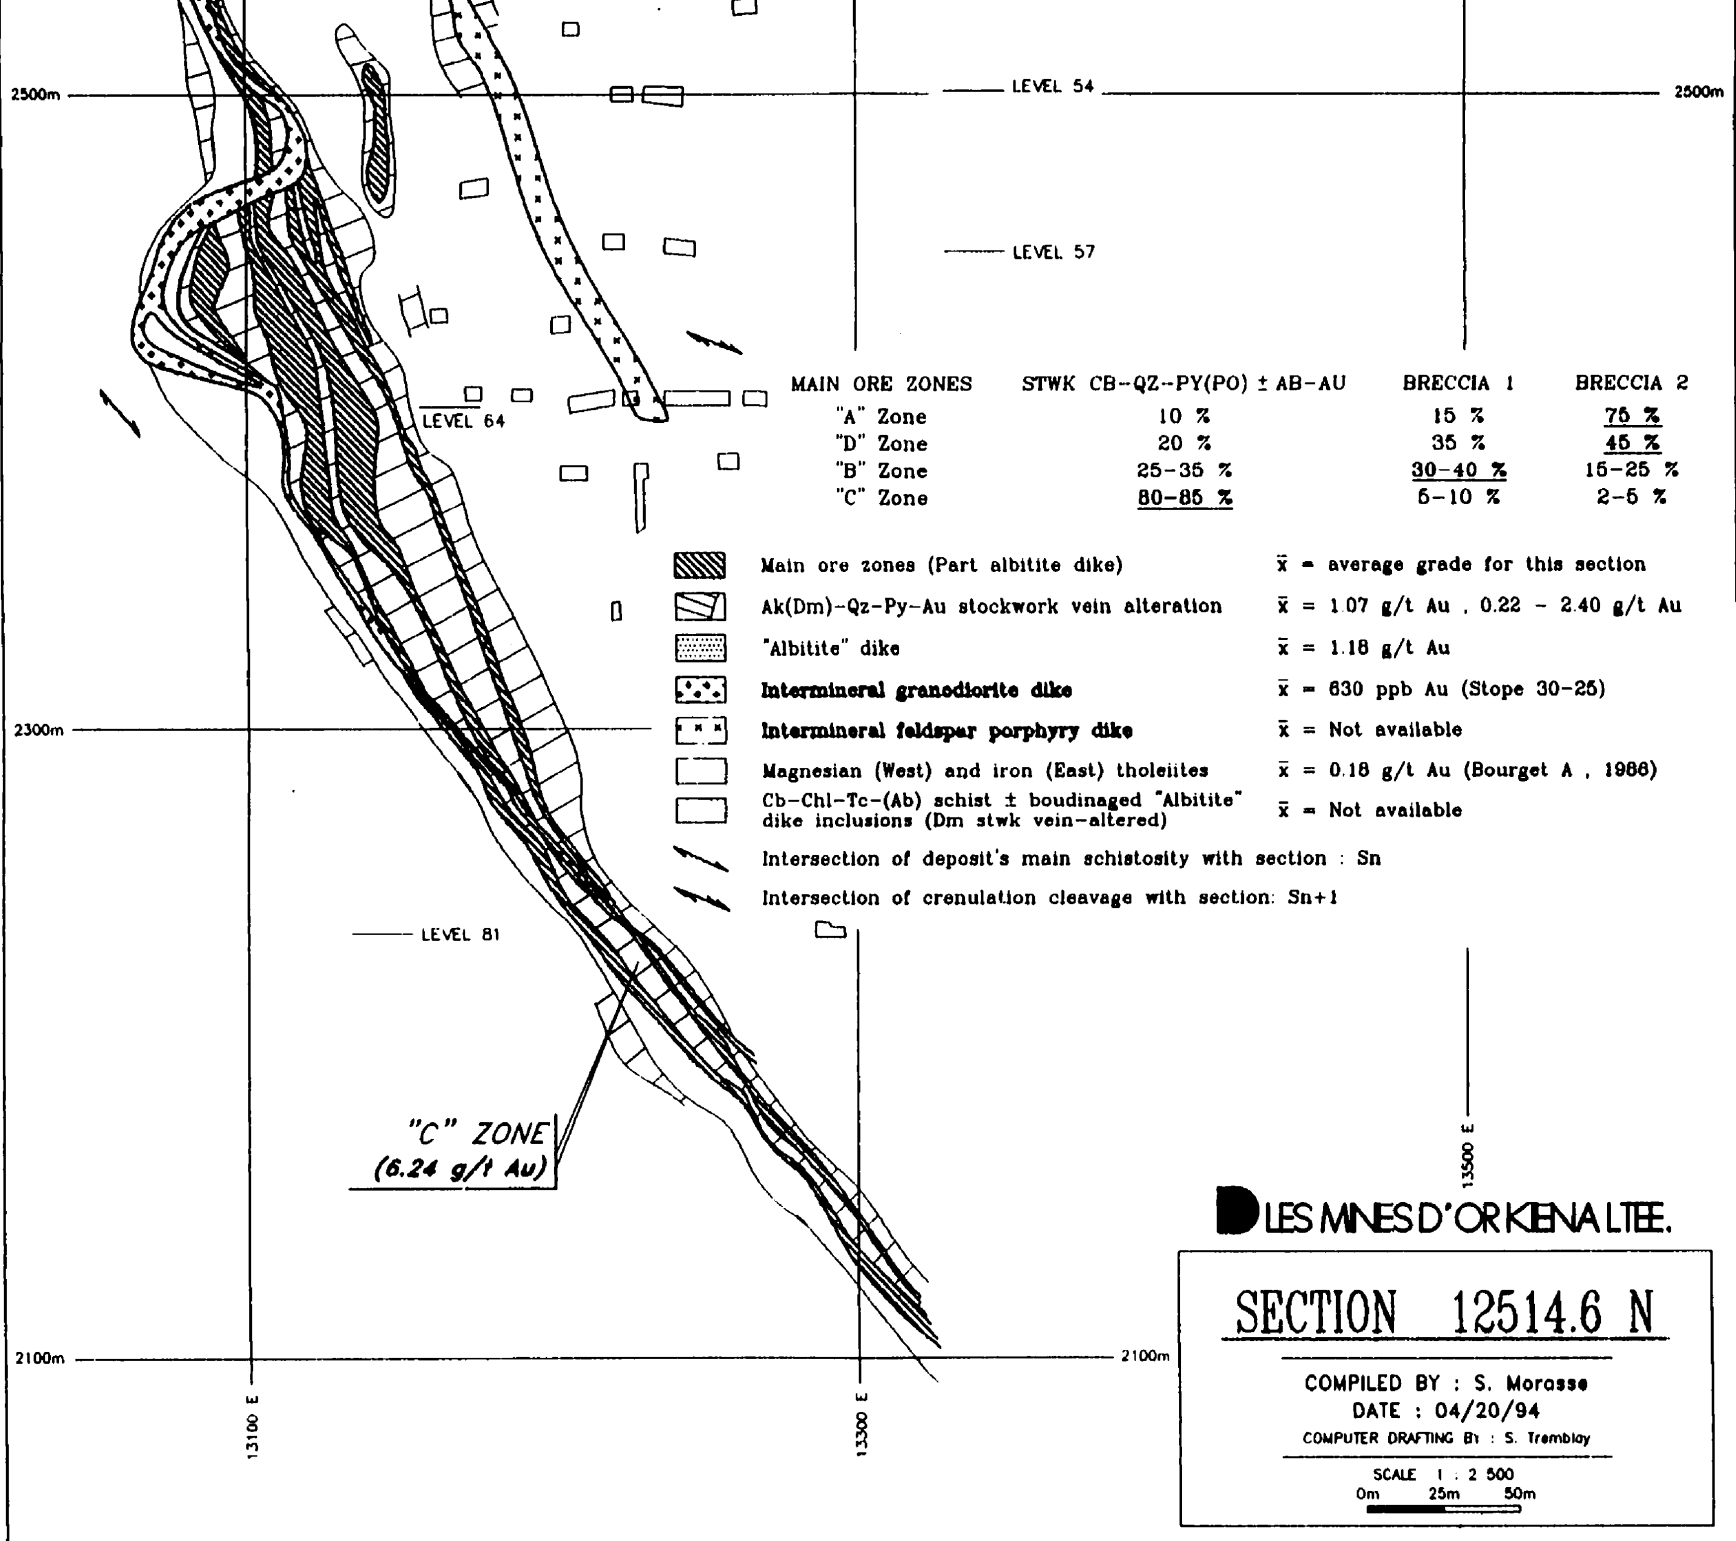 2500m
LEVEL 54
2500m
LEVEL 57
LEVEL 64
MAIN ORE ZONES STWK CB-QZ-PY(PO) ± AB-AU BRECCIA 1 BRECCIA 2
"A" Zone 10 % 15 % 75 %
"D" Zone 20 % 35 % 45 %
"B" Zone 25-35 % 30-40 % 15-25 %
"C" Zone 80-85 % 5-10 % 2-5 %
Main ore zones (Part albitite dike) x̄ = average grade for this section
Ak(Dm)-Qz-Py-Au stockwork vein alteration x̄ = 1.07 g/t Au , 0.22 - 2.40 g/t Au
"Albitite" dike x̄ = 1.18 g/t Au
Intermineral granodiorite dike x̄ = 630 ppb Au (Stope 30-25)
Intermineral feldspar porphyry dike x̄ = Not available
2300m
Magnesian (West) and iron (East) tholeiites x̄ = 0.18 g/t Au (Bourget A , 1986)
Cb-Chl-Tc-(Ab) schist ± boudinaged "Albitite"
dike inclusions (Dm stwk vein-altered) x̄ = Not available
Intersection of deposit's main schistosity with section : Sn
Intersection of crenulation cleavage with section: Sn+1
LEVEL 81
"C" ZONE
(6.24 g/t Au)
13500 E
LES MINES D'OR KIENA LTEE.
SECTION 12514.6 N
2100m
2100m
COMPILED BY : S. Morasse
DATE : 04/20/94
COMPUTER DRAFTING BY : S. Tremblay
SCALE 1 : 2 500
0m 25m 50m
13100 E
13300 E